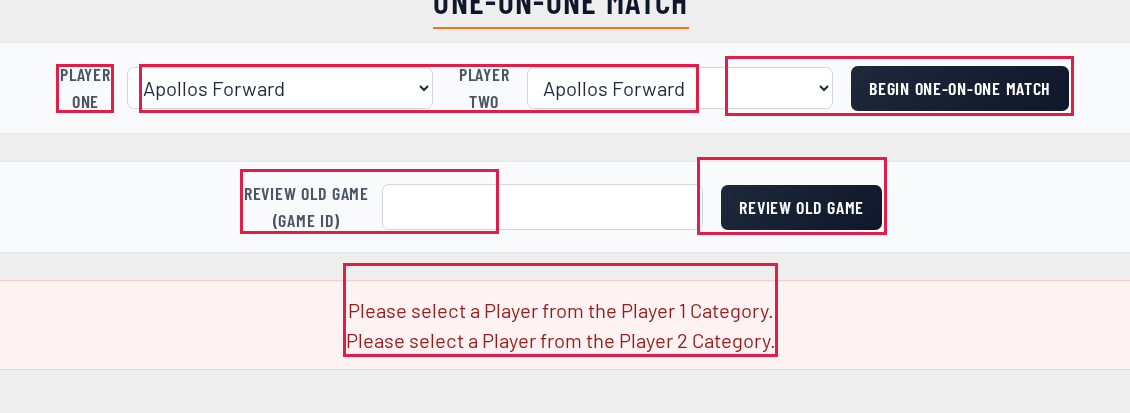 ONE-ON-ONE MATCH
PLAYER ONE
Apollos Forward
PLAYER TWO
Apollos Forward
BEGIN ONE-ON-ONE MATCH
REVIEW OLD GAME
(GAME ID)
REVIEW OLD GAME
Please select a Player from the Player 1 Category.
Please select a Player from the Player 2 Category.